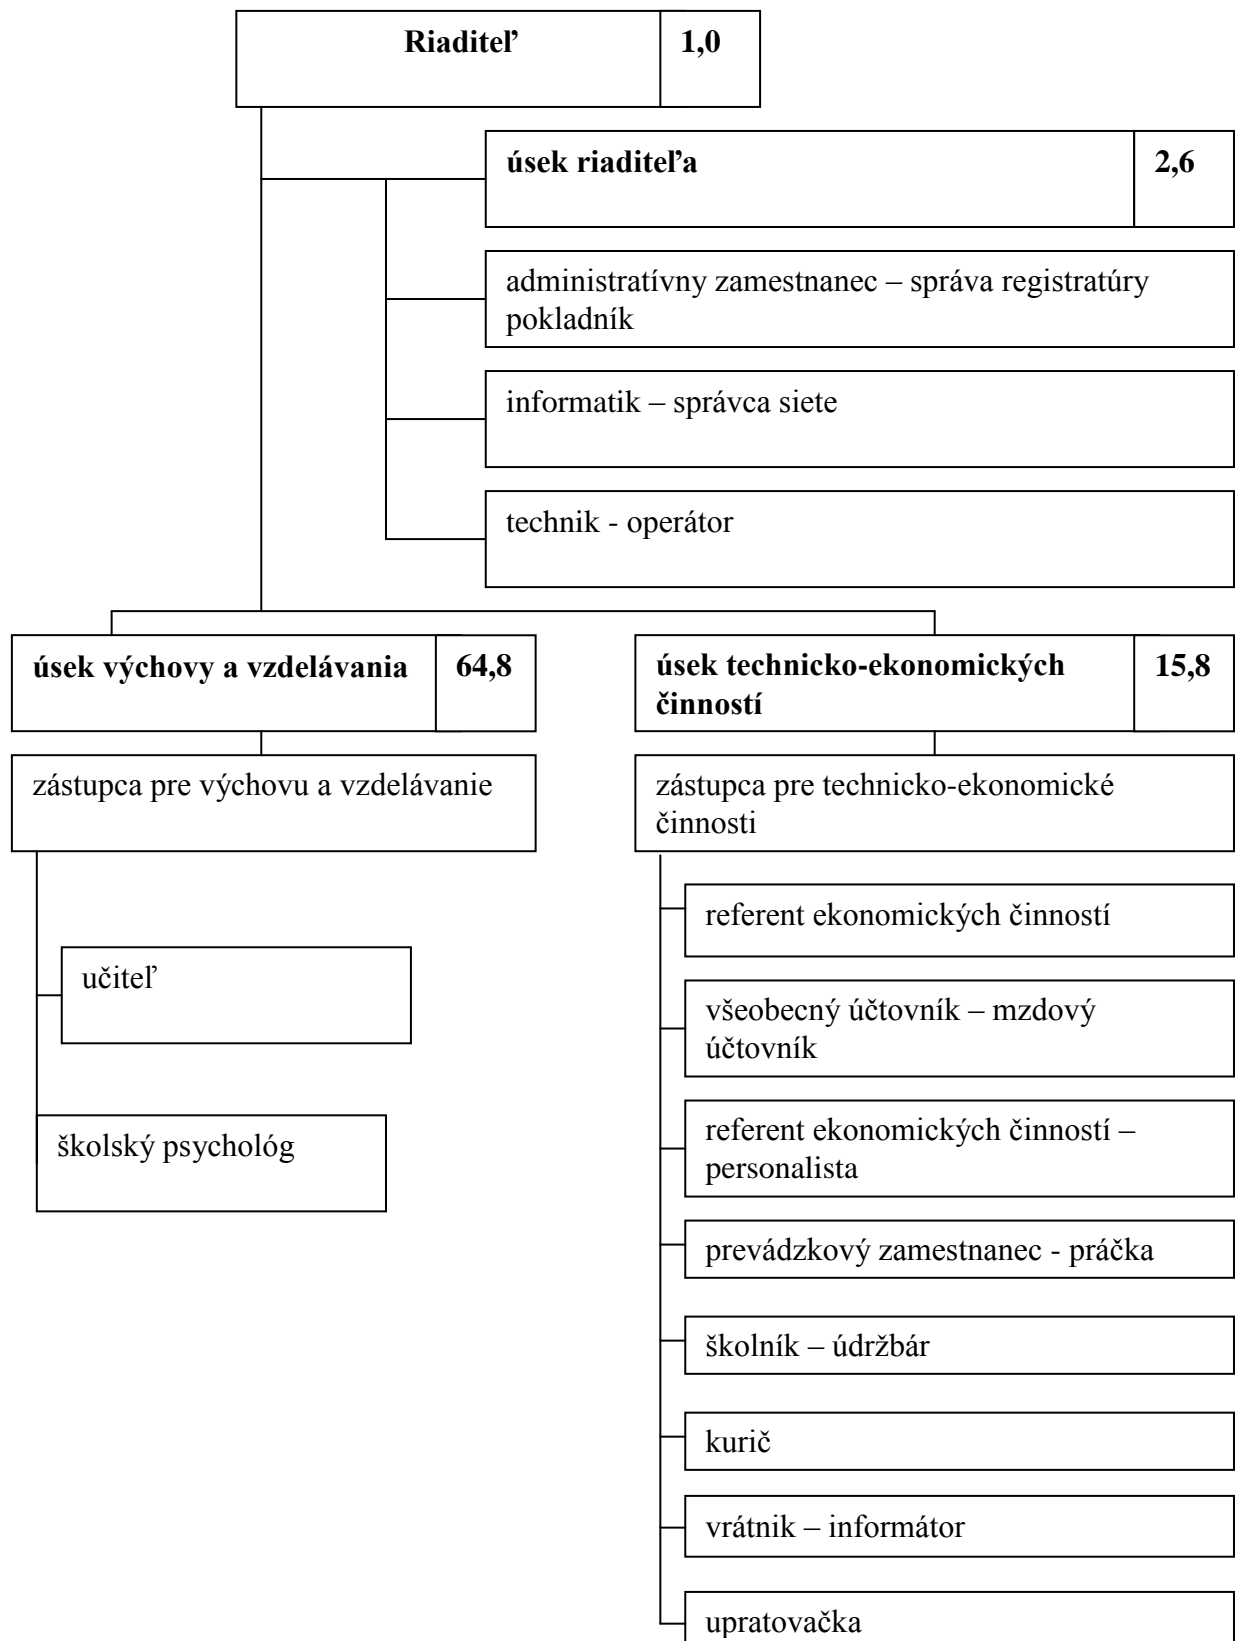 Riaditeľ 1,0
úsek riaditeľa 2,6
administratívny zamestnanec – správa registratúry
pokladník
informatik – správca siete
technik - operátor
úsek výchovy a vzdelávania 64,8
zástupca pre výchovu a vzdelávanie
učiteľ
školský psychológ
úsek technicko-ekonomických
činností 15,8
zástupca pre technicko-ekonomické
činnosti
referent ekonomických činností
všeobecný účtovník – mzdový
účtovník
referent ekonomických činností –
personalista
prevádzkový zamestnanec - práčka
školník – údržbár
kurič
vrátnik – informátor
upratovačka